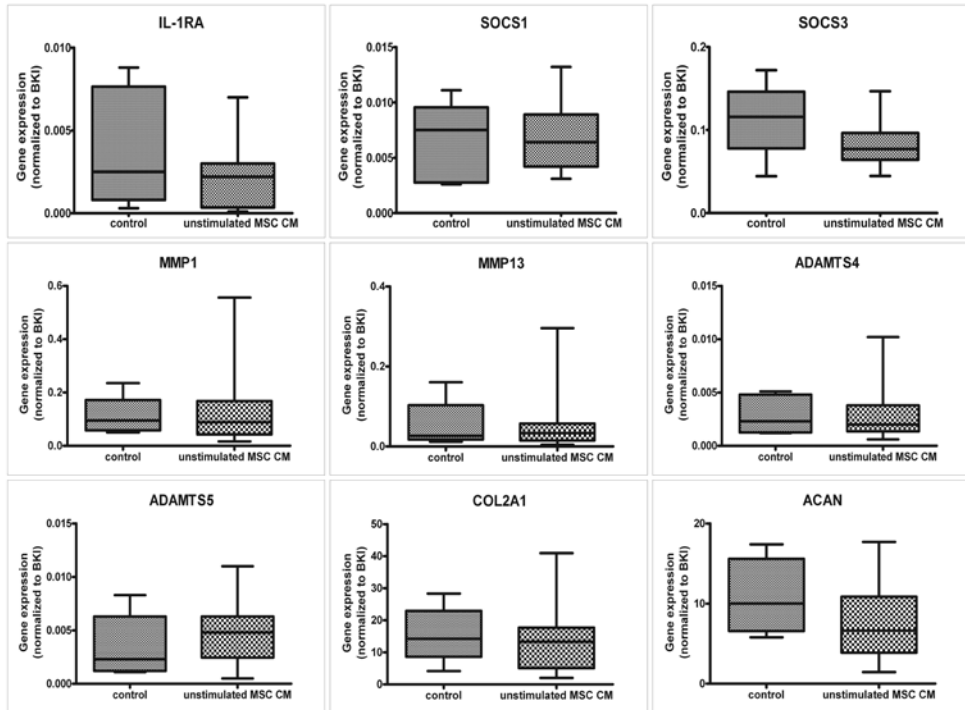 IL-1RA
Gene expression
(normalized to BKI)
0.010
0.005
0.000
control
unstimulated MSC CM
SOCS1
Gene expression
(normalized to BKI)
0.015
0.010
0.005
0.000
control
unstimulated MSC CM
SOCS3
Gene expression
(normalized to BKI)
0.2
0.1
0.0
control
unstimulated MSC CM
MMP1
Gene expression
(normalized to BKI)
0.6
0.4
0.2
0.0
control
unstimulated MSC CM
MMP13
Gene expression
(normalized to BKI)
0.4
0.2
0.0
control
unstimulated MSC CM
ADAMTS4
Gene expression
(normalized to BKI)
0.015
0.010
0.005
0.000
control
unstimulated MSC CM
ADAMTS5
Gene expression
(normalized to BKI)
0.015
0.010
0.005
0.000
control
unstimulated MSC CM
COL2A1
Gene expression
(normalized to BKI)
50
40
30
20
10
0
control
unstimulated MSC CM
ACAN
Gene expression
(normalized to BKI)
20
10
0
control
unstimulated MSC CM